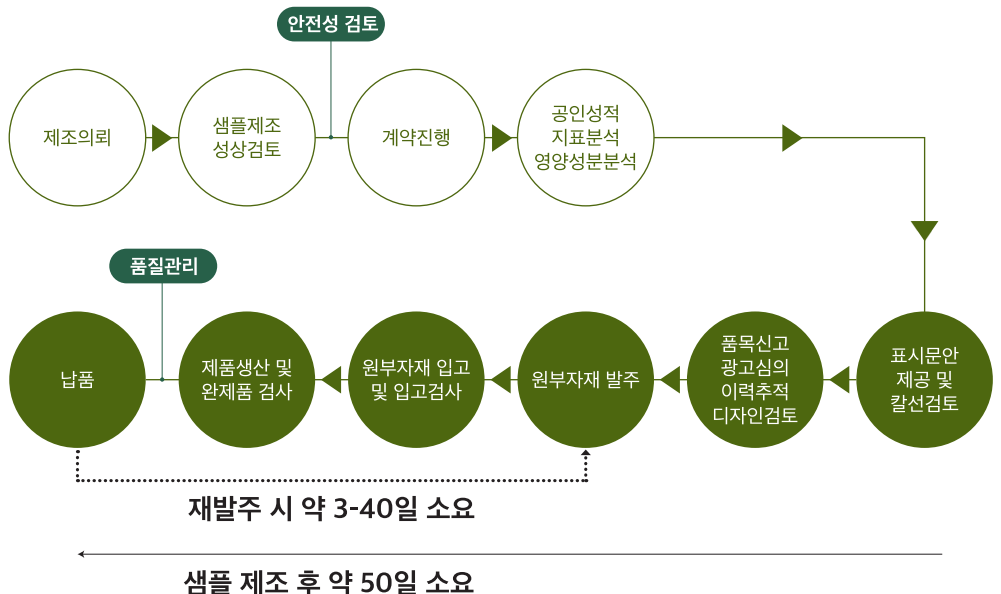 안전성 검토
제조의뢰
샘플제조
성상검토
계약진행
공인성적
지표분석
영양성분분석
품질관리
납품
제품생산 및
완제품 검사
원부자재 입고
및 입고검사
원부자재 발주
품목신고
광고심의
이력추적
디자인검토
표시문안
제공 및
칼선검토
재발주 시 약 3-40일 소요
샘플 제조 후 약 50일 소요